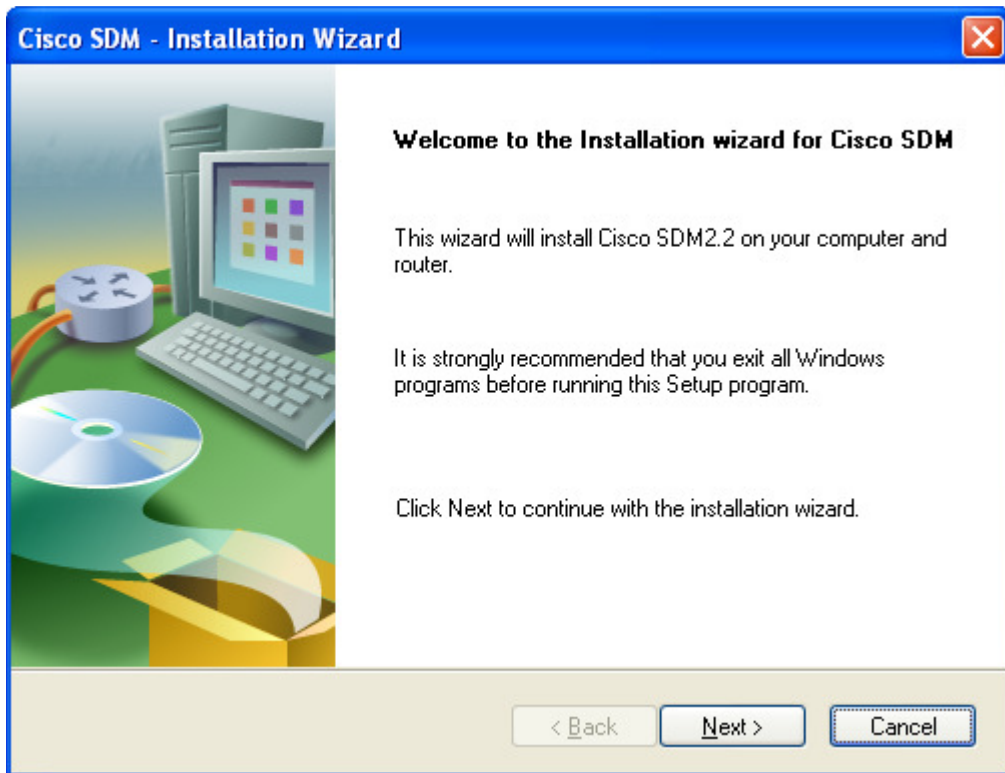 Cisco SDM - Installation Wizard
Welcome to the Installation wizard for Cisco SDM
This wizard will install Cisco SDM2.2 on your computer and
router.
It is strongly recommended that you exit all Windows
programs before running this Setup program.
Click Next to continue with the installation wizard.
< Back
Next >
Cancel